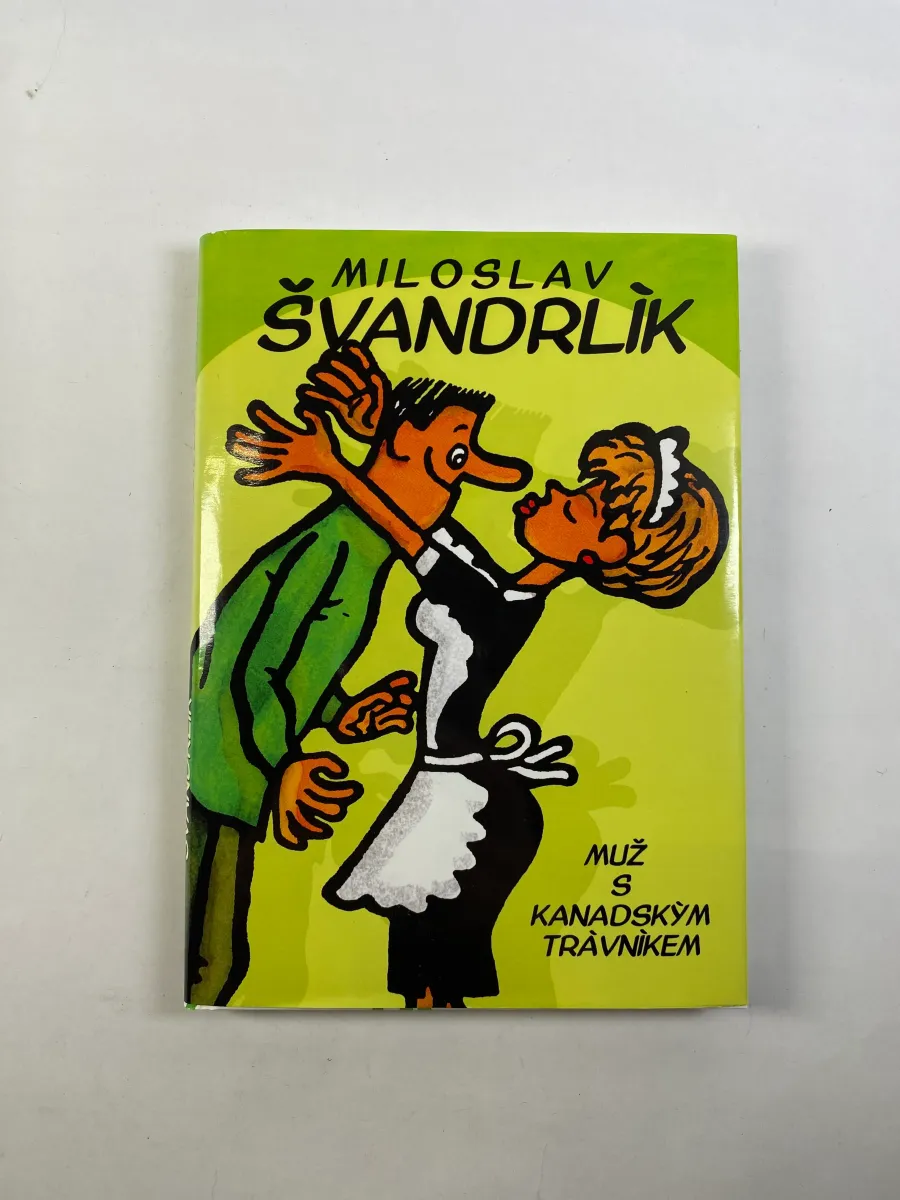 MILOSLAV
ŠVANDRLÌK
MUŽ
S
KANADSKÝM
TRÀVNÌKEM